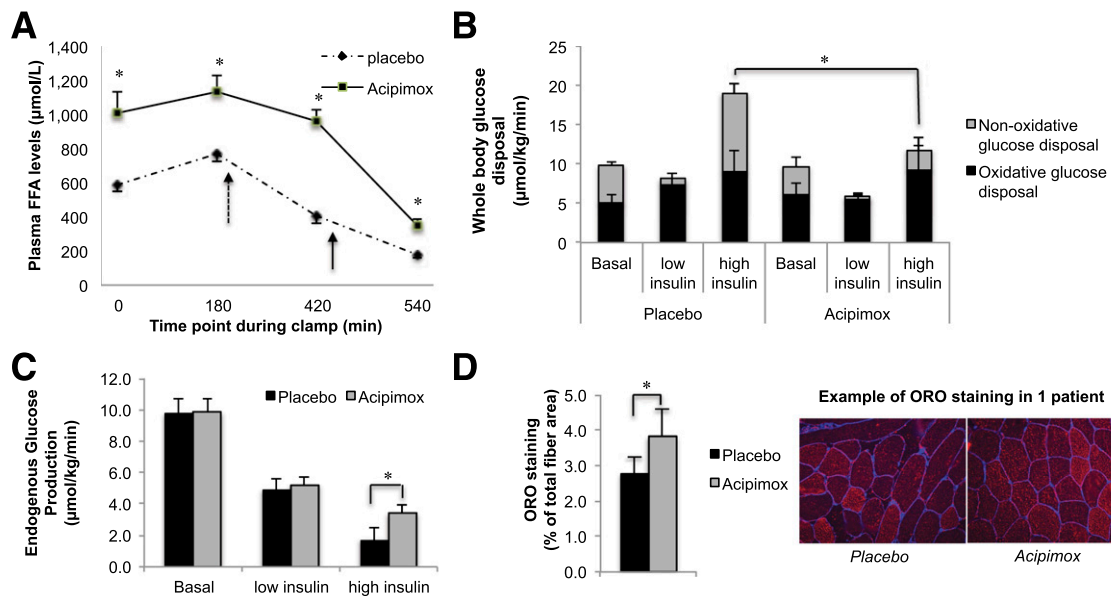 A
Plasma FFA levels (µmol/L)
1,400
1,200
1,000
800
600
400
200
0
*
*
*
*
placebo
Acipimox
0 180 420 540
Time point during clamp (min)
B
Whole body glucose
disposal
(µmol/kg/min)
25
20
15
10
5
0
*
Non-oxidative
glucose disposal
Oxidative glucose
disposal
Basal low insulin high insulin Basal low insulin high insulin
Placebo Acipimox
C
Endogenous Glucose
Production
(µmol/kg/min)
12.0
10.0
8.0
6.0
4.0
2.0
0.0
Placebo Acipimox
*
Basal low insulin high insulin
D
ORO staining
(% of total fiber area)
5.0
4.0
3.0
2.0
1.0
0.0
*
Placebo
Acipimox
Example of ORO staining in 1 patient
Placebo Acipimox